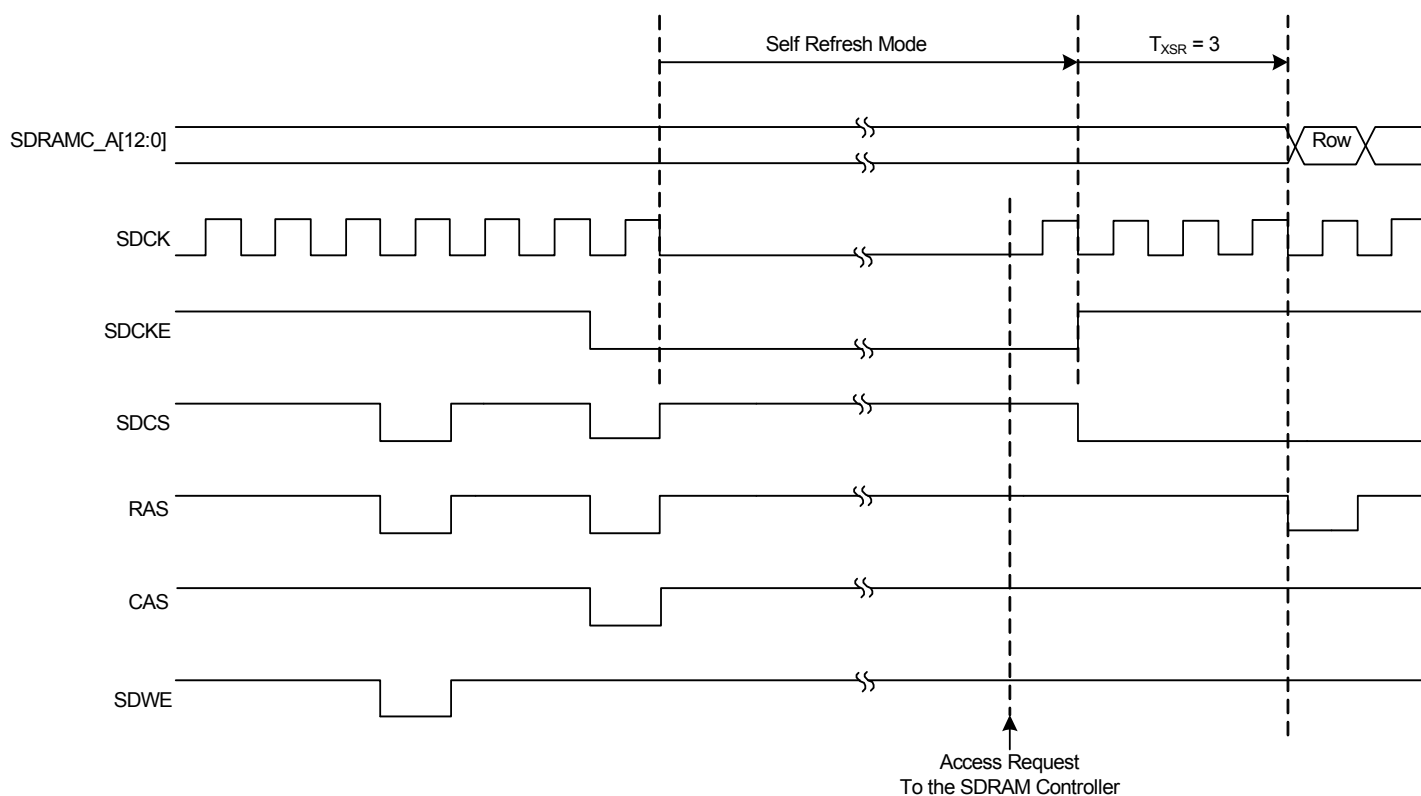 Self Refresh Mode
TXSR = 3
SDRAMC_A[12:0]
Row
SDCK
SDCKE
SDCS
RAS
CAS
SDWE
Access Request
To the SDRAM Controller